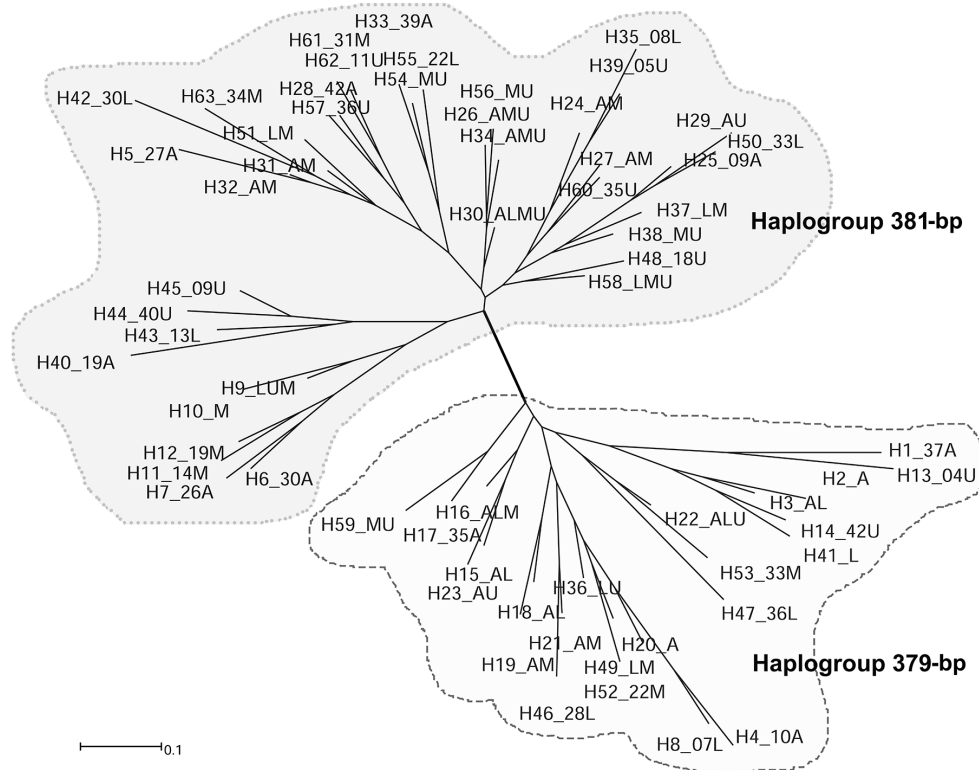 H33_39A
H61_31M
H35_08L
H62_11U
H55_22L
H39_05U
H54_MU
H28_42A
H56_MU
H42_30L
H63_34M
H57_36U
H24_AM
H26_AMU
H29_AU
H51_LM
H34_AMU
H50_33L
H5_27A
H27_AM
H25_09A
H31_AM
H32_AM
H60_35U
H30_ALMU
H37_LM
Haplogroup 381-bp
H38_MU
H48_18U
H58_LMU
H45_09U
H44_40U
H43_13L
H40_19A
H9_LUM
H10_M
H12_19M
H11_14M
H7_26A
H6_30A
H1_37A
H2_A
H13_04U
H3_AL
H16_ALM
H59_MU
H22_ALU
H17_35A
H14_42U
H41_L
H15_AL
H53_33M
H23_AU
H36_LU
H18_AL
H47_36L
H21_AM
H20_A
H19_AM
H49_LM
Haplogroup 379-bp
H52_22M
H46_28L
H8_07L
H4_10A
0.1